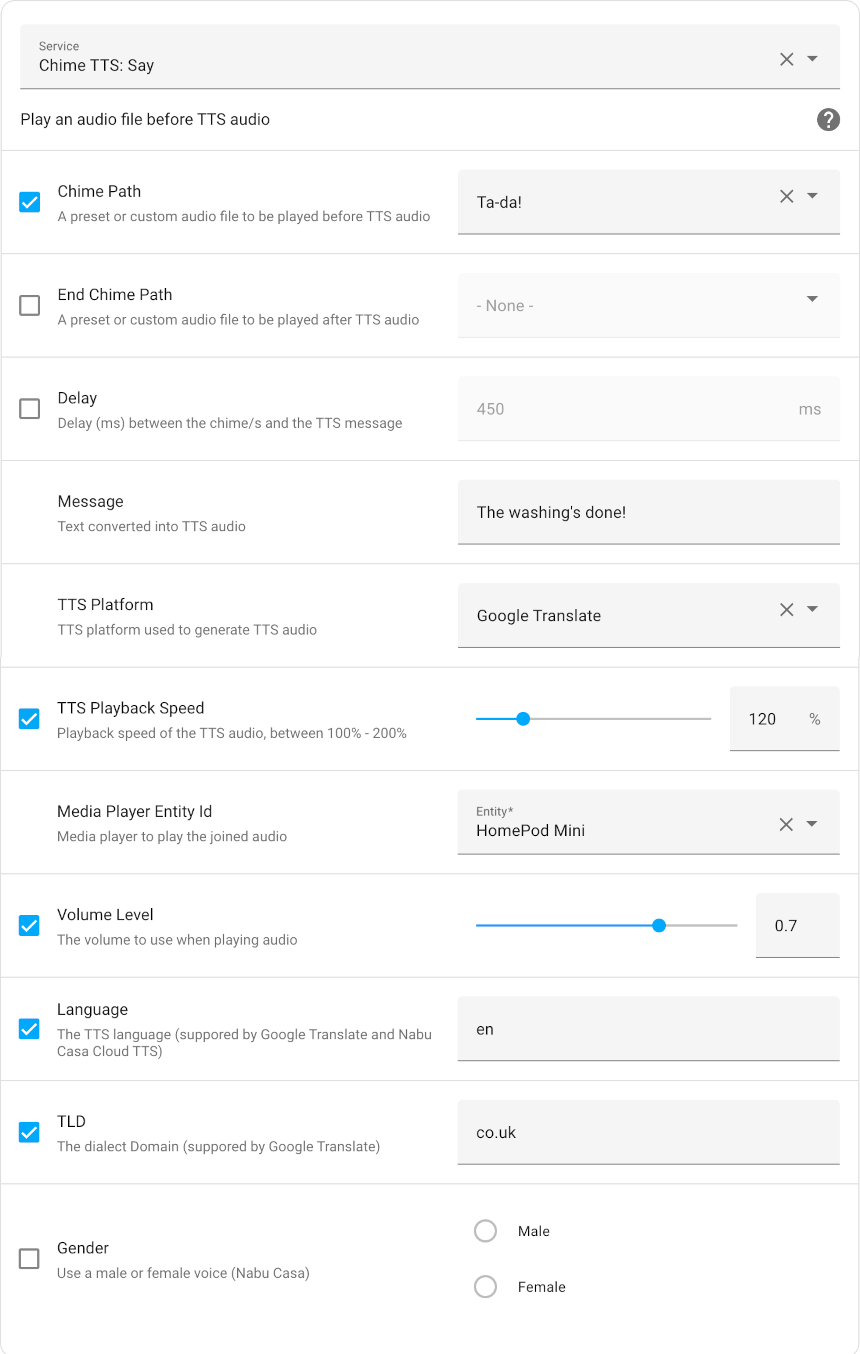 Service
Chime TTS: Say
Play an audio file before TTS audio
?
Chime Path
A preset or custom audio file to be played before TTS audio
Ta-da!
End Chime Path
A preset or custom audio file to be played after TTS audio
- None -
Delay
Delay (ms) between the chime/s and the TTS message
450 ms
Message
Text converted into TTS audio
The washing's done!
TTS Platform
TTS platform used to generate TTS audio
Google Translate
TTS Playback Speed
Playback speed of the TTS audio, between 100% - 200%
120 %
Media Player Entity Id
Media player to play the joined audio
Entity*
HomePod Mini
Volume Level
The volume to use when playing audio
0.7
Language
The TTS language (suppored by Google Translate and Nabu
Casa Cloud TTS)
en
TLD
The dialect Domain (suppored by Google Translate)
co.uk
Gender
Use a male or female voice (Nabu Casa)
Male
Female